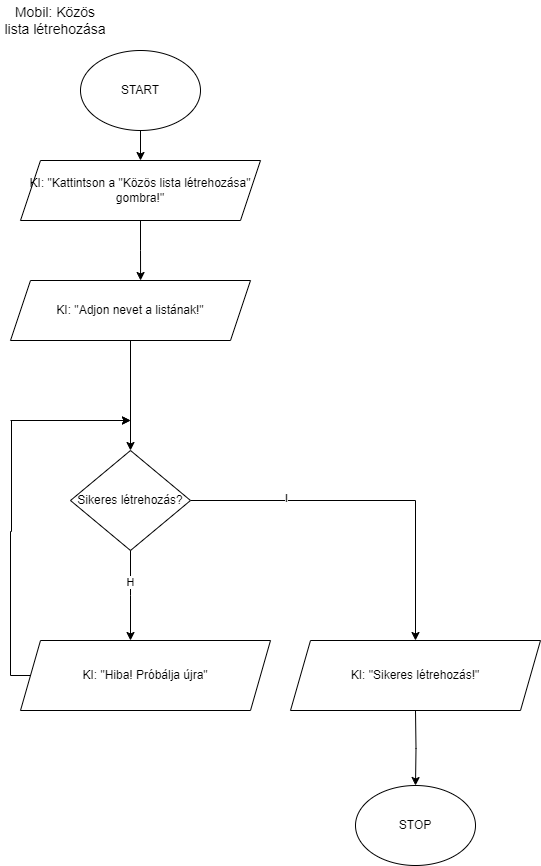 Mobil: Közös
lista létrehozása
START
KI: "Kattintson a "Közös lista létrehozása"
gombra!"
KI: "Adjon nevet a listának!"
Sikeres létrehozás?
I
H
KI: "Hiba! Próbálja újra"
KI: "Sikeres létrehozás!"
STOP